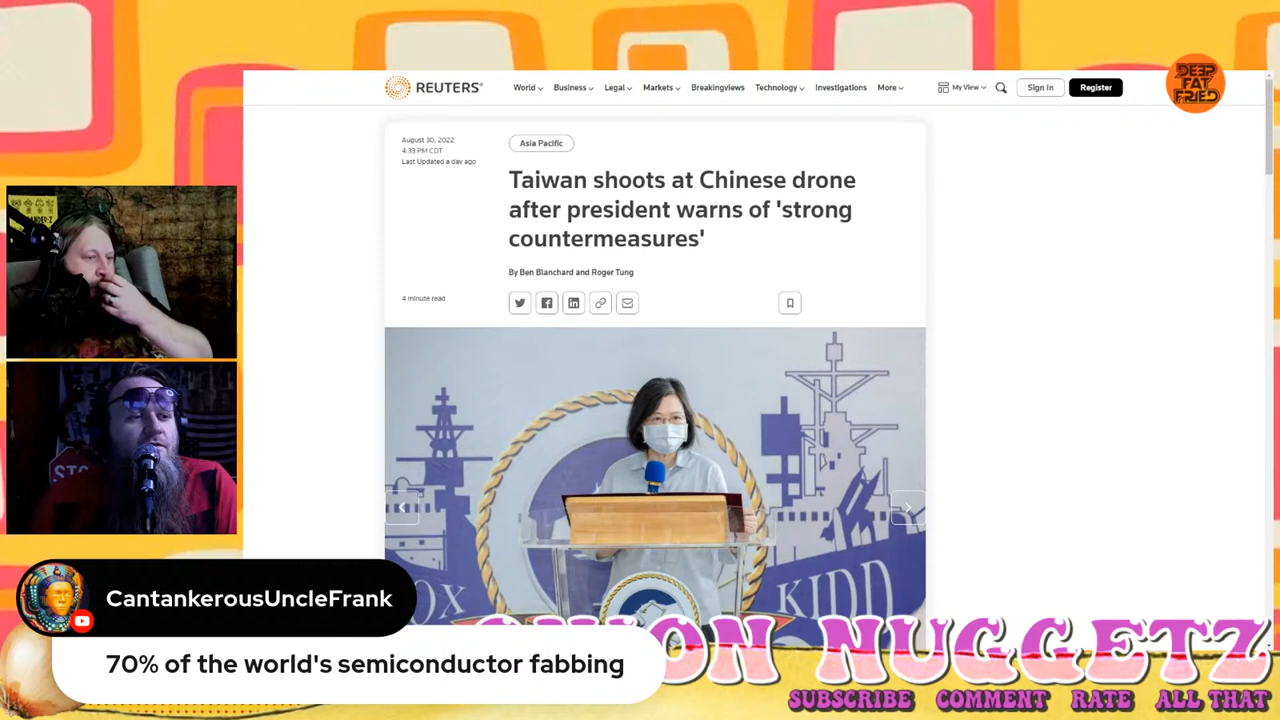 REUTERS
World
Business
Legal
Markets
Breakingviews
Technology
Investigations
More
My View
Sign In
Register
DEEP
FAT
FRIED
August 30, 2022
4:33 PM CDT
Last Updated a day ago
Asia Pacific
Taiwan shoots at Chinese drone
after president warns of 'strong
countermeasures'
By Ben Blanchard and Roger Tung
4 minute read
KIDD
CantankerousUncleFrank
70% of the world's semiconductor fabbing
NUGGETZ
SUBSCRIBE COMMENT RATE ALL THAT